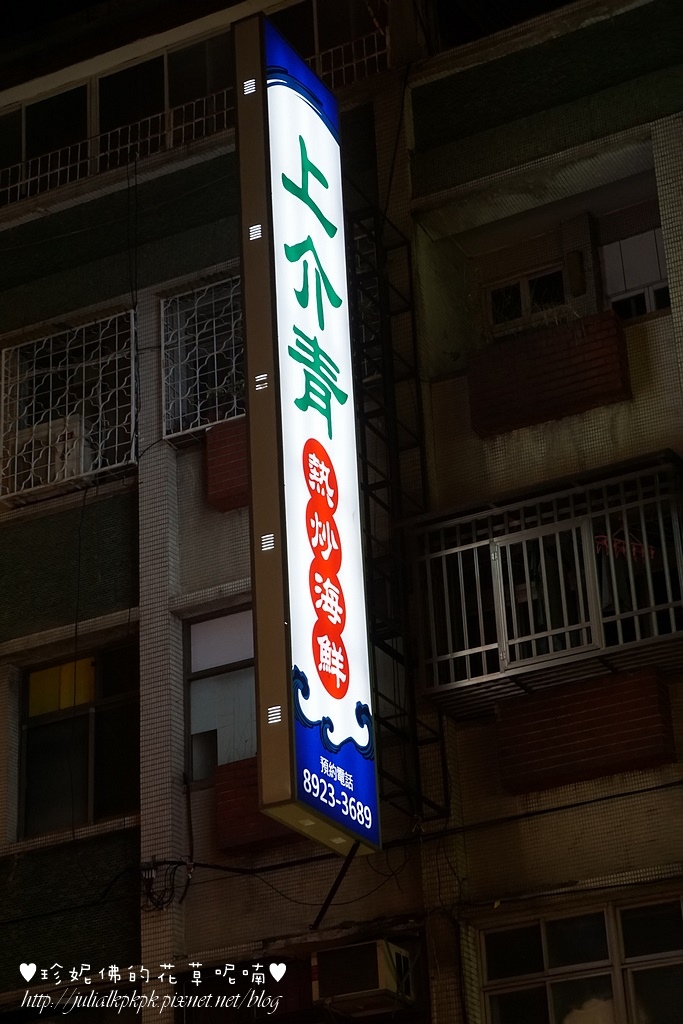 上介青
熱炒海鮮
預約電話
8923-3689
♥珍妮佛的花草呢喃♥
http://julialkpkpk.pixnet.net/blog